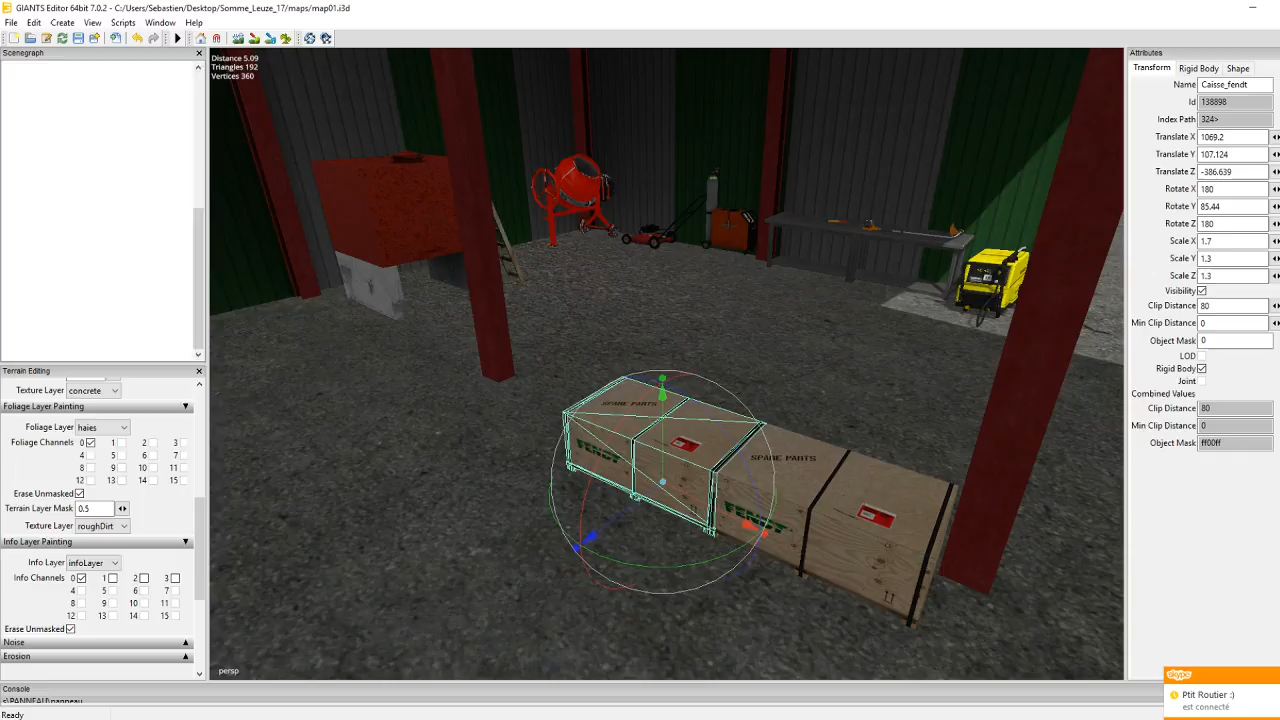 GIANTS Editor 64bit 7.0.2 - C:/Users/Sebastien/Desktop/Somme_Leuze_17/maps/map01.i3d
File Edit Create View Scripts Window Help
Scenegraph
Distance 5.09
Triangles 192
Vertices 360
SPARE PARTS
FENDT
SPARE PARTS
FENDT
persp
Terrain Editing
Texture Layer concrete
Foliage Layer Painting
Foliage Layer haies
Foliage Channels 0 1 2 3
4 5 6 7
8 9 10 11
12 13 14 15
Erase Unmasked
Terrain Layer Mask 0.5
Texture Layer roughDirt
Info Layer Painting
Info Layer infoLayer
Info Channels 0 1 2 3
4 5 6 7
8 9 10 11
12 13 14 15
Erase Unmasked
Noise
Erosion
Console
Ready
Attributes
Transform Rigid Body Shape
Name Caisse_fendt
Id 138898
Index Path 324>
Translate X 1069.2
Translate Y 107.124
Translate Z -386.639
Rotate X 180
Rotate Y 85.44
Rotate Z 180
Scale X 1.7
Scale Y 1.3
Scale Z 1.3
Visibility
Clip Distance 80
Min Clip Distance 0
Object Mask 0
LOD
Rigid Body
Joint
Combined Values
Clip Distance 80
Min Clip Distance 0
Object Mask ff00ff
skype
Ptit Routier :)
est connecté